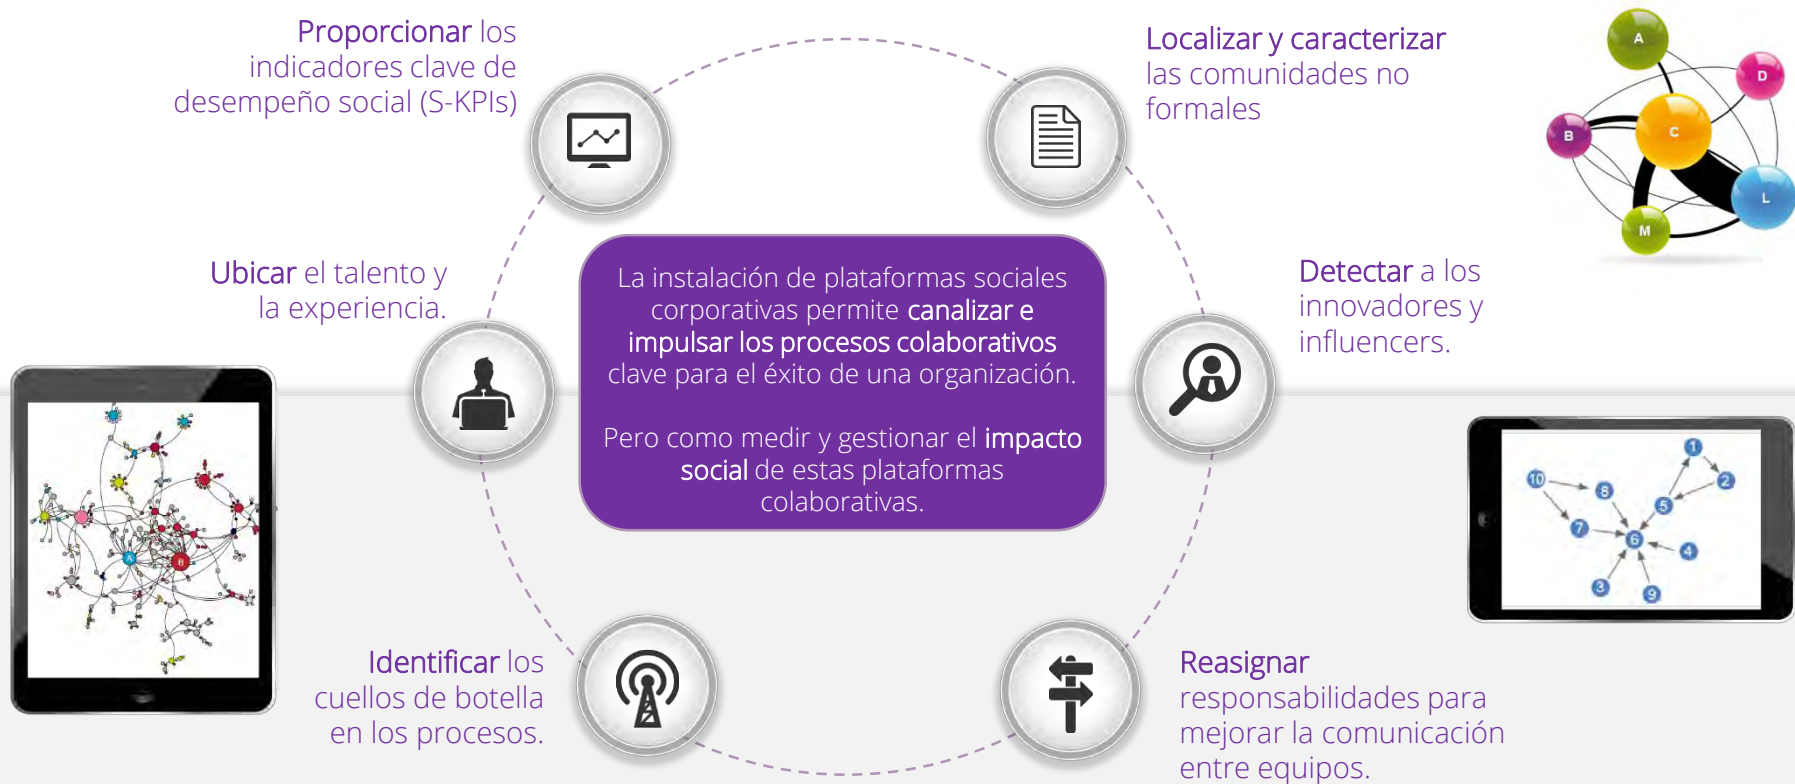 Proporcionar los
indicadores clave de
desempeño social (S-KPIs)
Localizar y caracterizar
las comunidades no
formales
A
D
B
C
L
M
Ubicar el talento y
la experiencia.
La instalación de plataformas sociales
corporativas permite canalizar e
impulsar los procesos colaborativos
clave para el éxito de una organización.
Pero como medir y gestionar el impacto
social de estas plataformas
colaborativas.
Detectar a los
innovadores y
influencers.
A
B
1
10
8
2
5
7
6
4
3
9
Identificar los
cuellos de botella
en los procesos.
Reasignar
responsabilidades para
mejorar la comunicación
entre equipos.